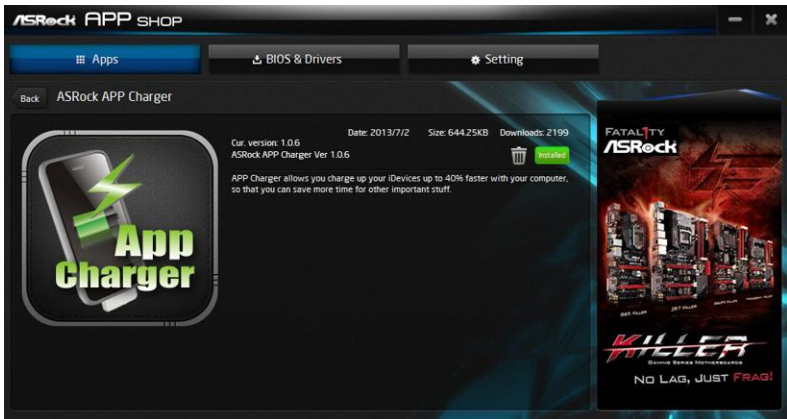 ASRock APP SHOP
Apps
BIOS & Drivers
Setting
Back
ASRock APP Charger
Date: 2013/7/2 Size: 644.25KB Downloads: 2199
Cur. version: 1.0.6
ASRock APP Charger Ver 1.0.6
Installed
APP Charger allows you charge up your iDevices up to 40% faster with your computer,
so that you can save more time for other important stuff.
App
Charger
FATAL1TY
ASRock
KILLER
GAMING SERIES MOTHERBOARDS
NO LAG, JUST FRAG!